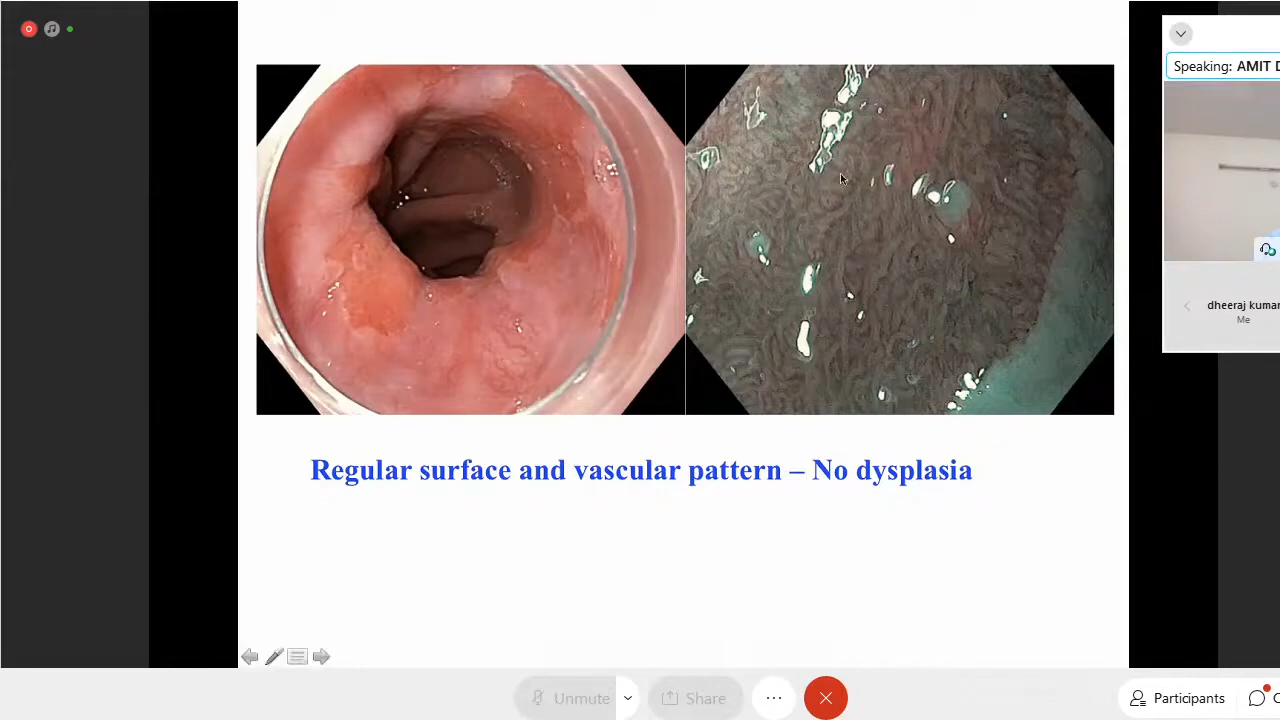 Speaking: AMIT D
dheeraj kumar
Me
Regular surface and vascular pattern – No dysplasia
Unmute
Share
Participants